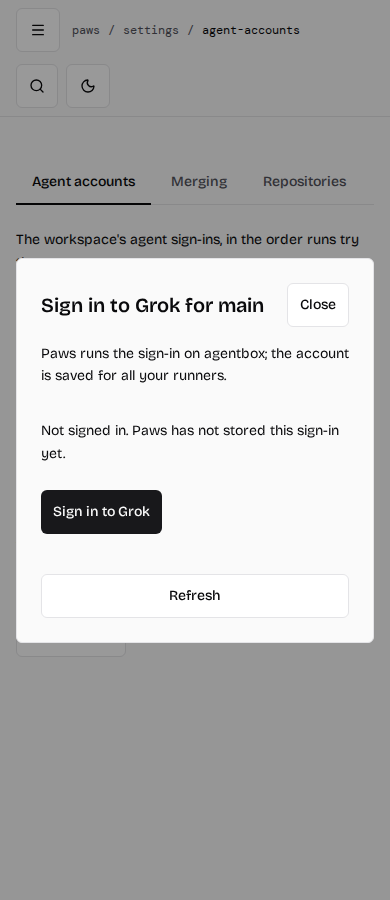 paws / settings / agent-accounts
Agent accounts Merging Repositories
The workspace's agent sign-ins, in the order runs try
Sign in to Grok for main
Close
Paws runs the sign-in on agentbox; the account
is saved for all your runners.
Not signed in. Paws has not stored this sign-in
yet.
Sign in to Grok
Refresh